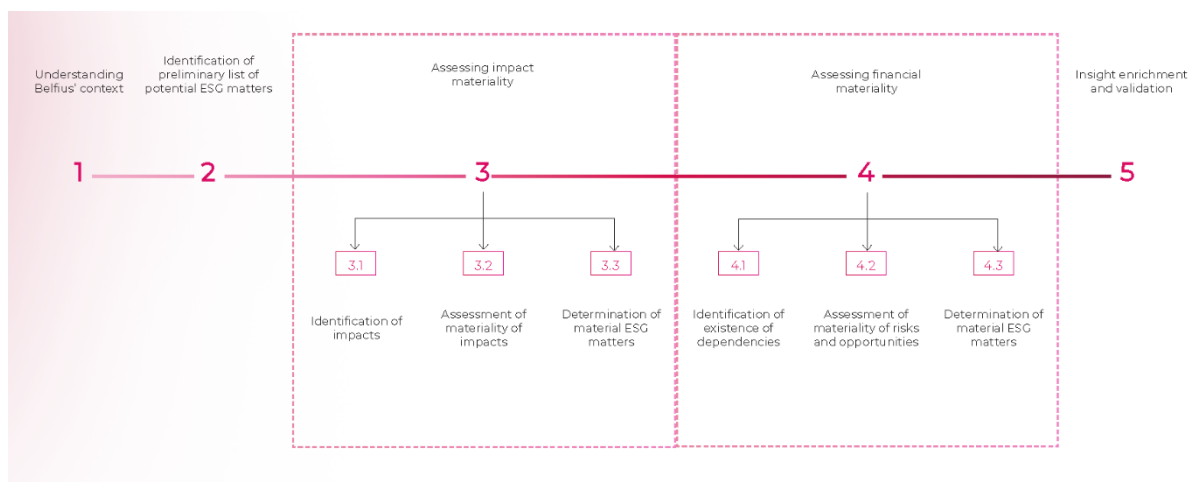 Understanding
Belfius' context
Identification of
preliminary list of
potential ESG matters
Assessing impact
materiality
Assessing financial
materiality
Insight enrichment
and validation
1
2
3
4
5
3.1
3.2
3.3
4.1
4.2
4.3
Identification of
impacts
Assessment of
materiality of
impacts
Determination of
material ESG
matters
Identification of
existence of
dependencies
Assessment of
materiality of risks
and opportunities
Determination of
material ESG
matters